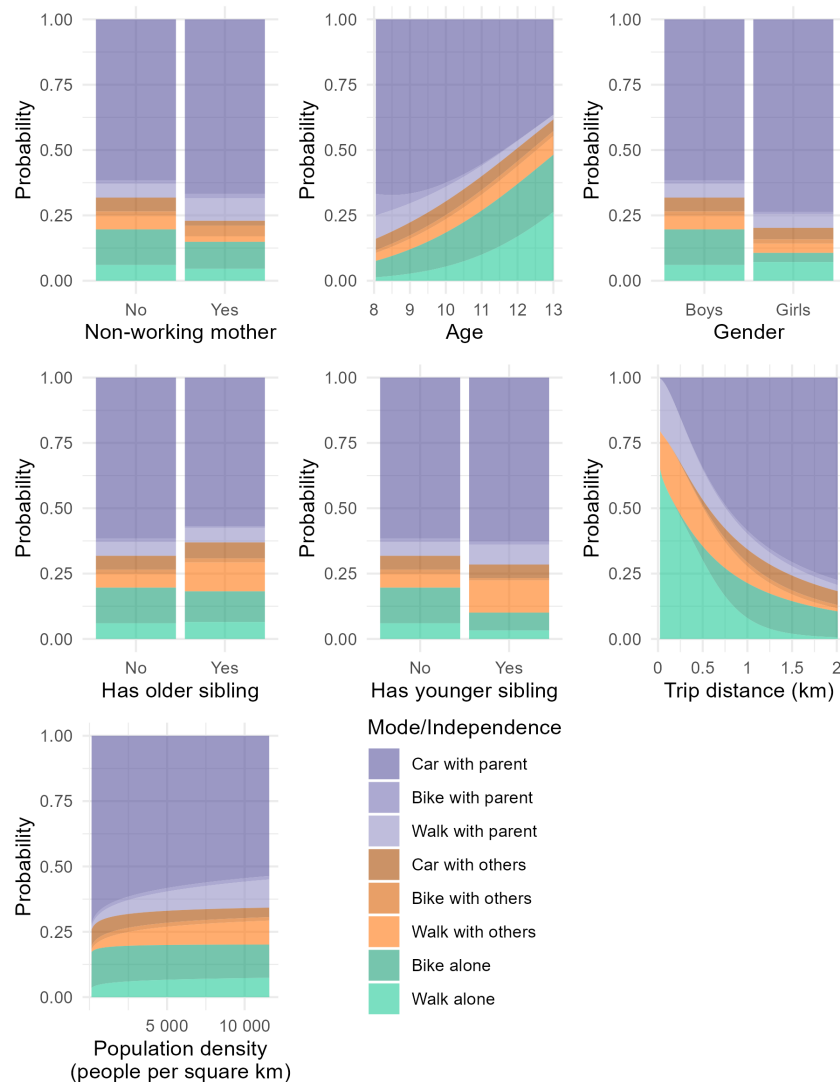 1.00
0.75
0.50
0.25
0.00
Probability
No Yes
Non-working mother
1.00
0.75
0.50
0.25
0.00
Probability
8 9 10 11 12 13
Age
1.00
0.75
0.50
0.25
0.00
Probability
Boys Girls
Gender
1.00
0.75
0.50
0.25
0.00
Probability
No Yes
Has older sibling
1.00
0.75
0.50
0.25
0.00
Probability
No Yes
Has younger sibling
1.00
0.75
0.50
0.25
0.00
Probability
0 0.5 1 1.5 2
Trip distance (km)
1.00
0.75
0.50
0.25
0.00
Probability
5 000 10 000
Population density
(people per square km)
Mode/Independence
Car with parent
Bike with parent
Walk with parent
Car with others
Bike with others
Walk with others
Bike alone
Walk alone